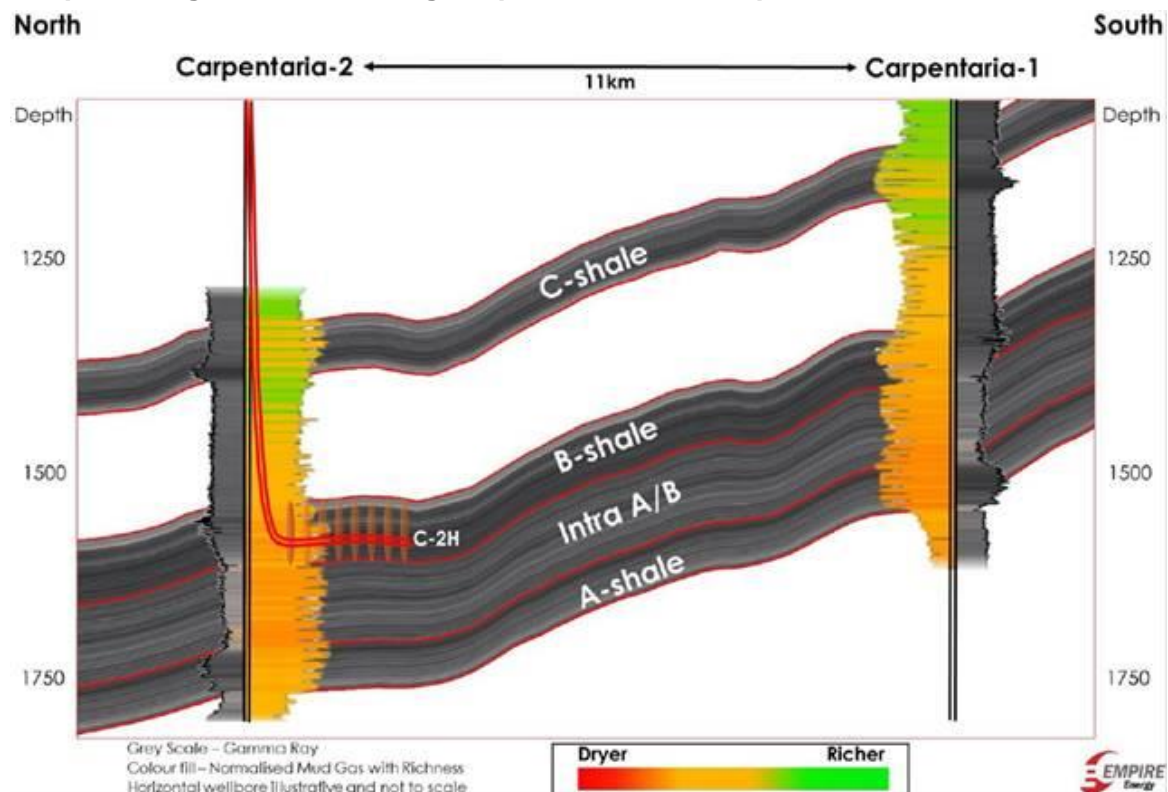 North
South
Carpentaria-2
Carpentaria-1
11km
Depth
Depth
1250
1250
C-shale
1500
1500
B-shale
Intra A/B
C-2H
A-shale
1750
1750
Grey Scale – Gamma Ray
Colour fill – Normalised Mud Gas with Richness
Horizontal wellbore illustrative and not to scale
Dryer
Richer
EMPIRE
Energy